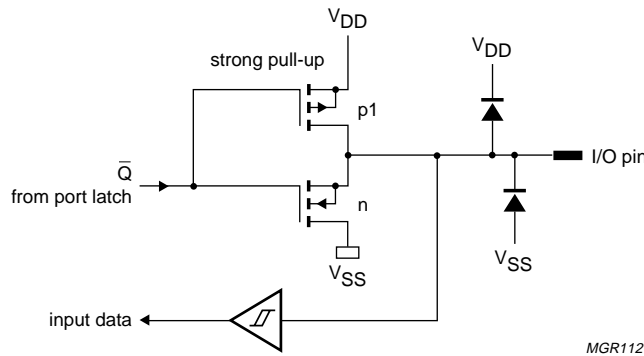 VDD
strong pull-up
VDD
p1
I/O pin
Q̅
from port latch
n
VSS
VSS
input data
MGR112